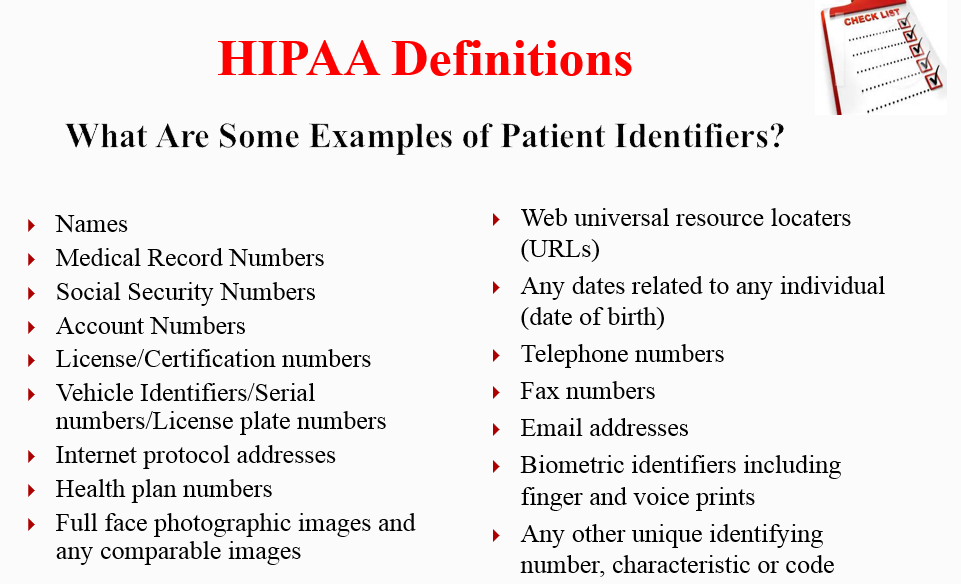 CHECK LIST
HIPAA Definitions
What Are Some Examples of Patient Identifiers?
Names
Medical Record Numbers
Social Security Numbers
Account Numbers
License/Certification numbers
Vehicle Identifiers/Serial
numbers/License plate numbers
Internet protocol addresses
Health plan numbers
Full face photographic images and
any comparable images
Web universal resource locaters
(URLs)
Any dates related to any individual
(date of birth)
Telephone numbers
Fax numbers
Email addresses
Biometric identifiers including
finger and voice prints
Any other unique identifying
number, characteristic or code